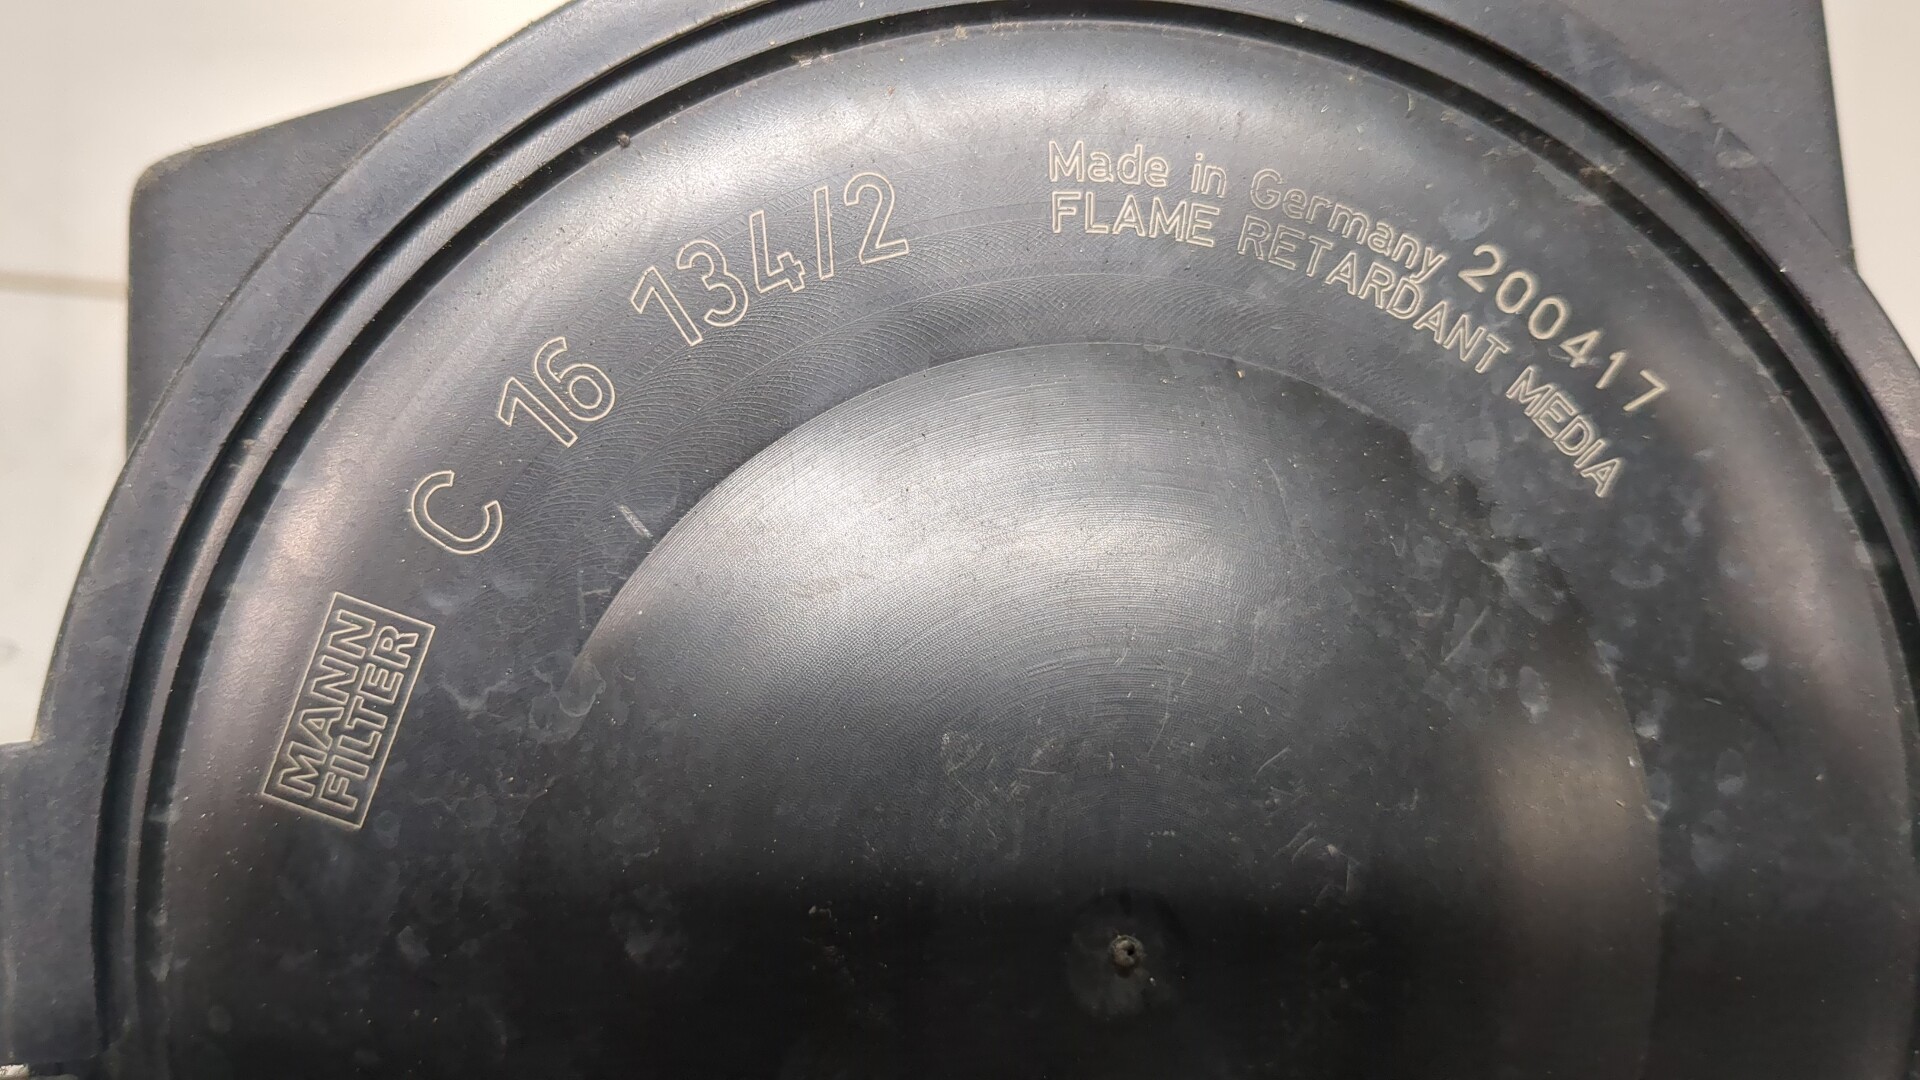 MANN
FILTER
C 16 134/2
Made in Germany 200417
FLAME RETARDANT MEDIA